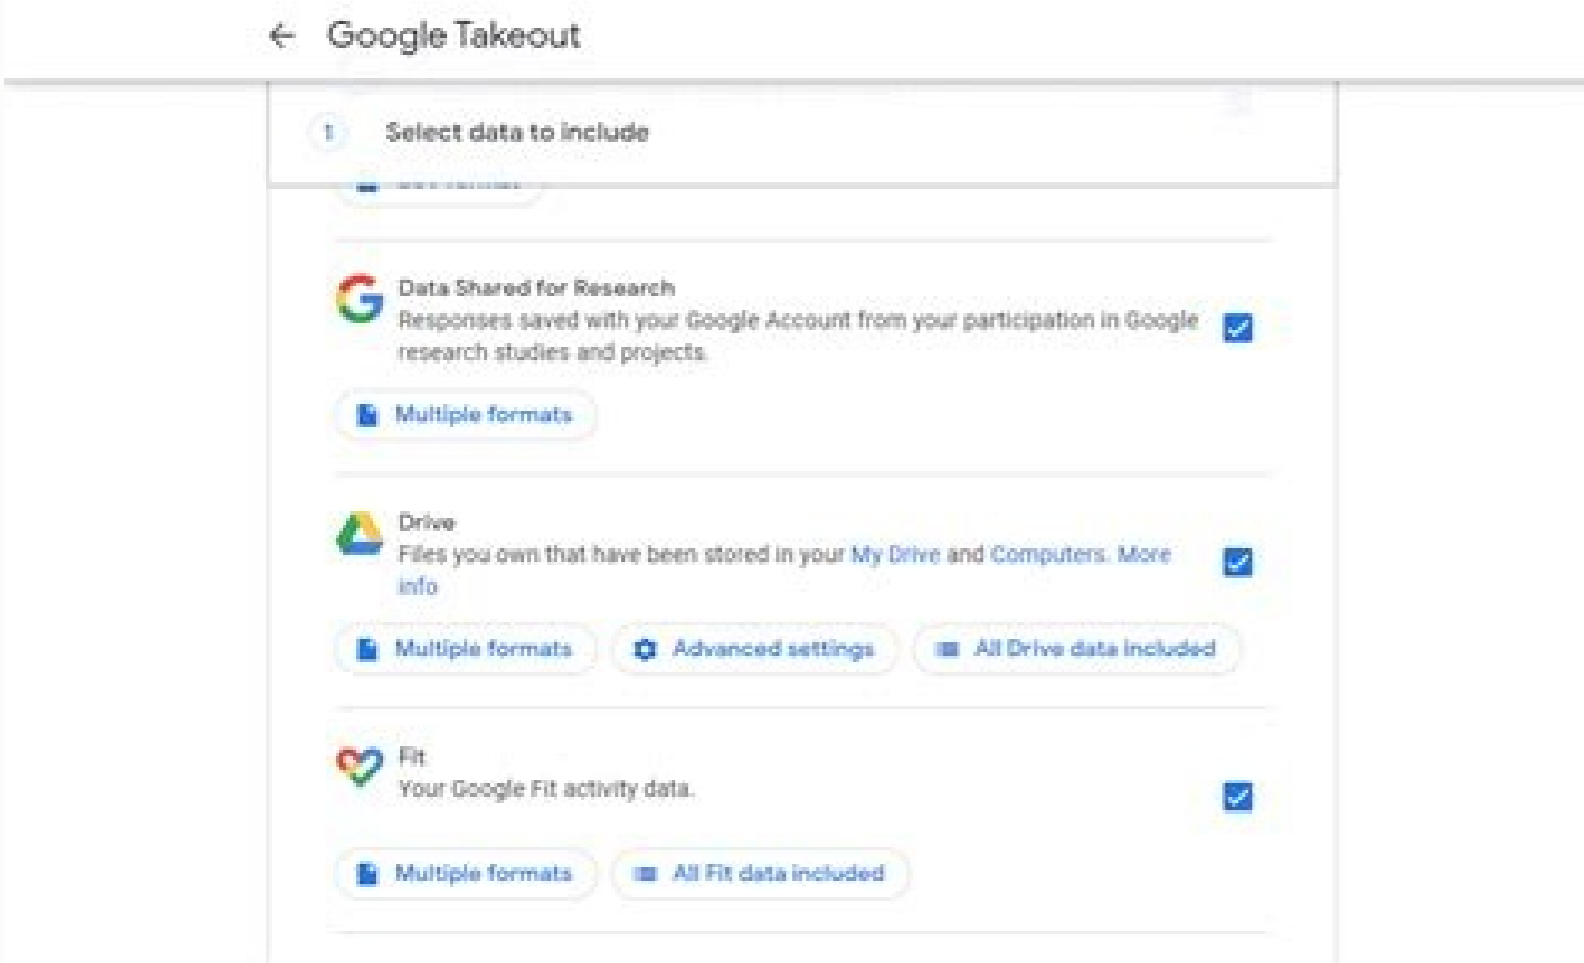 Google Takeout
1 Select data to include
Data Shared for Research
Responses saved with your Google Account from your participation in Google
research studies and projects.
Multiple formats
Drive
Files you own that have been stored in your My Drive and Computers. More
info
Multiple formats Advanced settings All Drive data included
Fit
Your Google Fit activity data.
Multiple formats All Fit data included